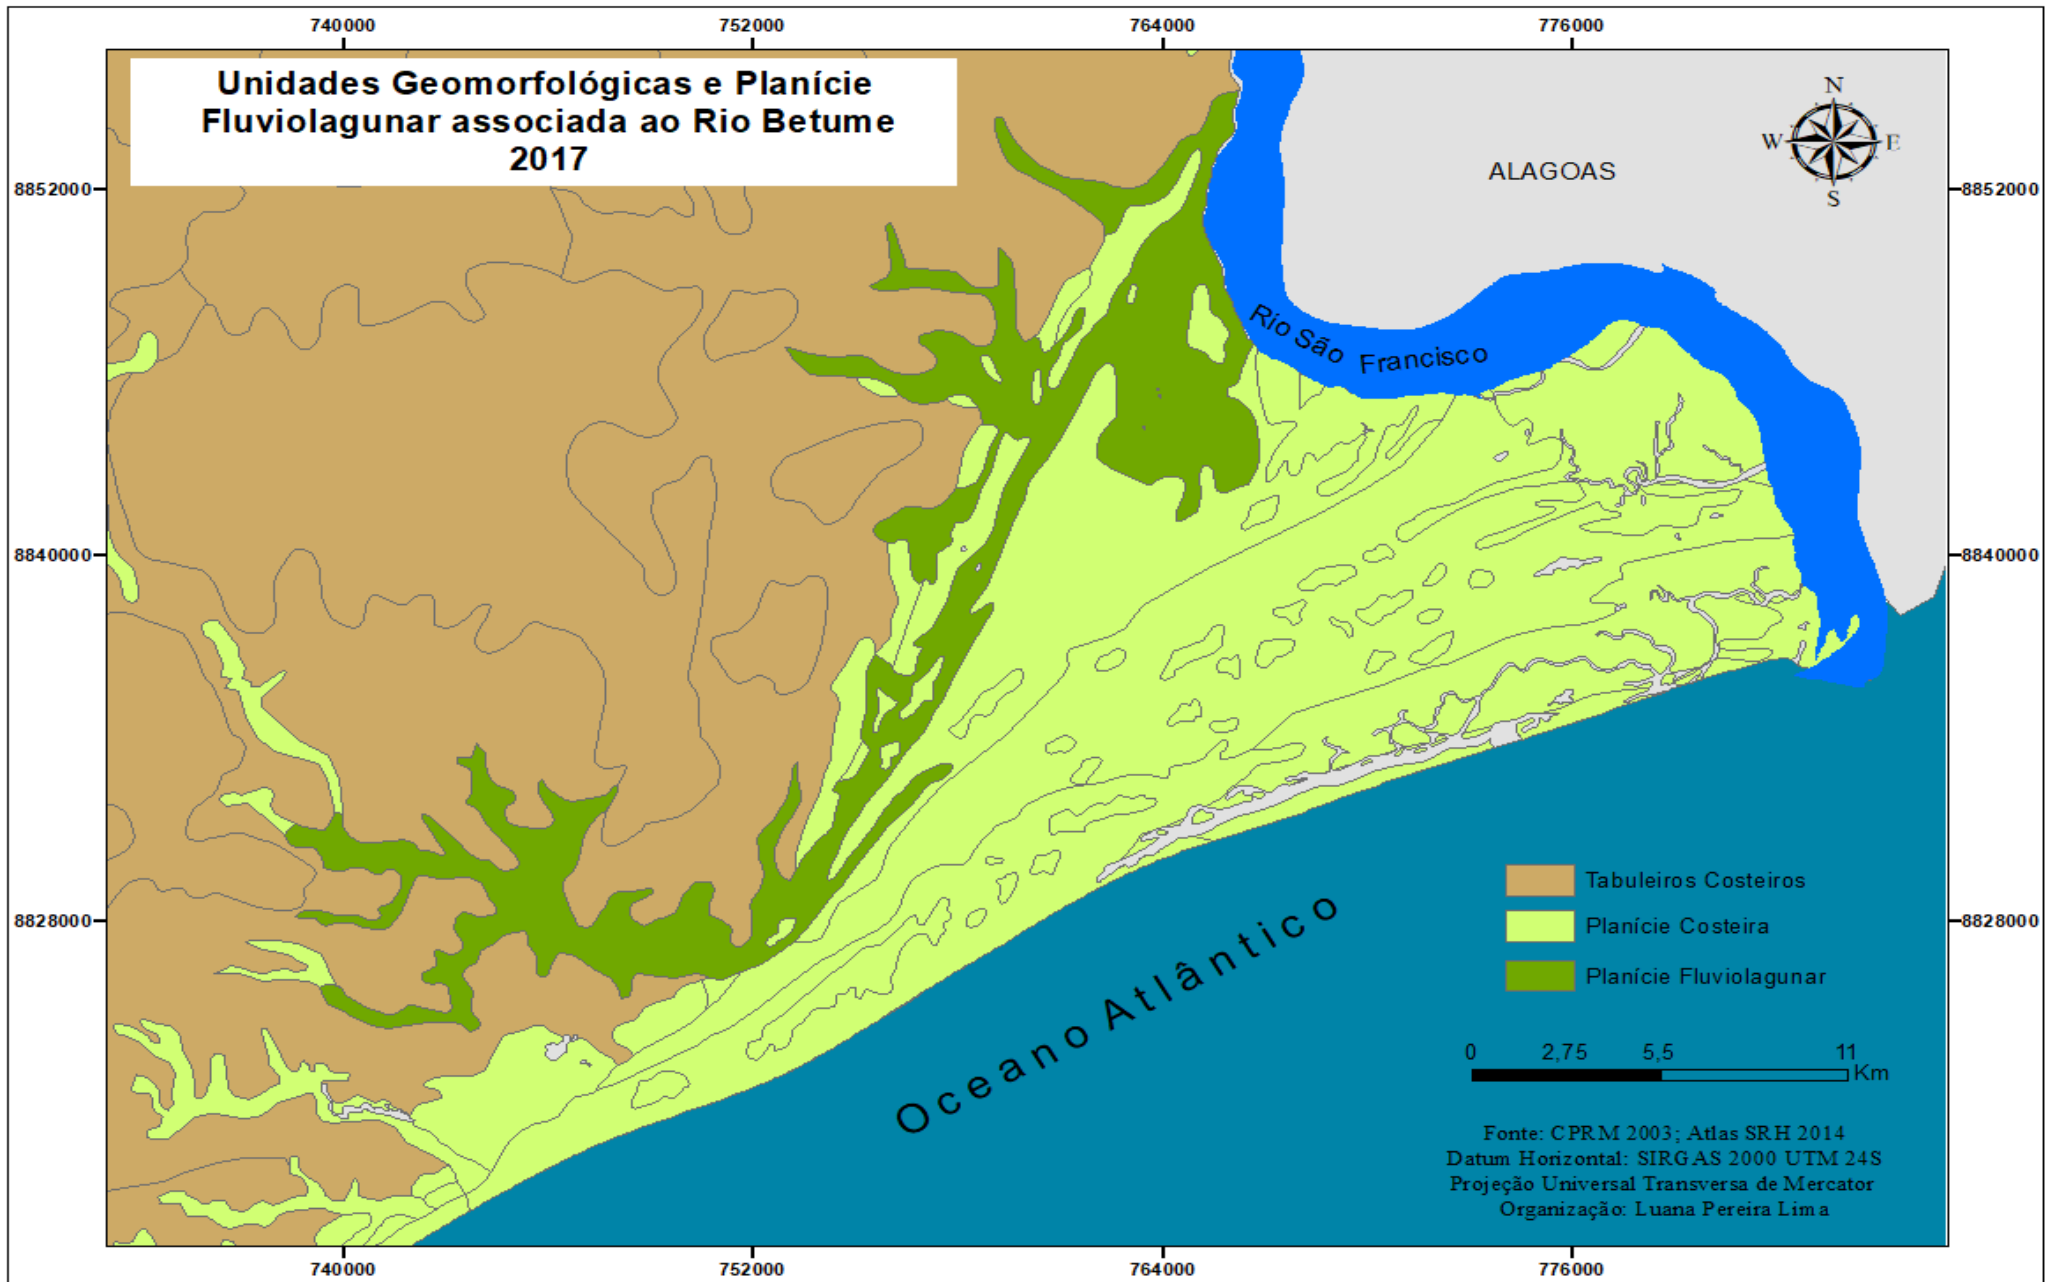 740000 752000 764000 776000
Unidades Geomorfológicas e Planície
Fluviolagunar associada ao Rio Betume
2017
N
W E
S
ALAGOAS
8852000 8852000
Rio São Francisco
8840000 8840000
Tabuleiros Costeiros
Planície Costeira
Planície Fluviolagunar
8828000 8828000
Oceano Atlântico
0 2,75 5,5 11
Km
Fonte: CPRM 2003; Atlas SRH 2014
Datum Horizontal: SIRGAS 2000 UTM 24S
Projeção Universal Transversa de Mercator
Organização: Luana Pereira Lima
740000 752000 764000 776000